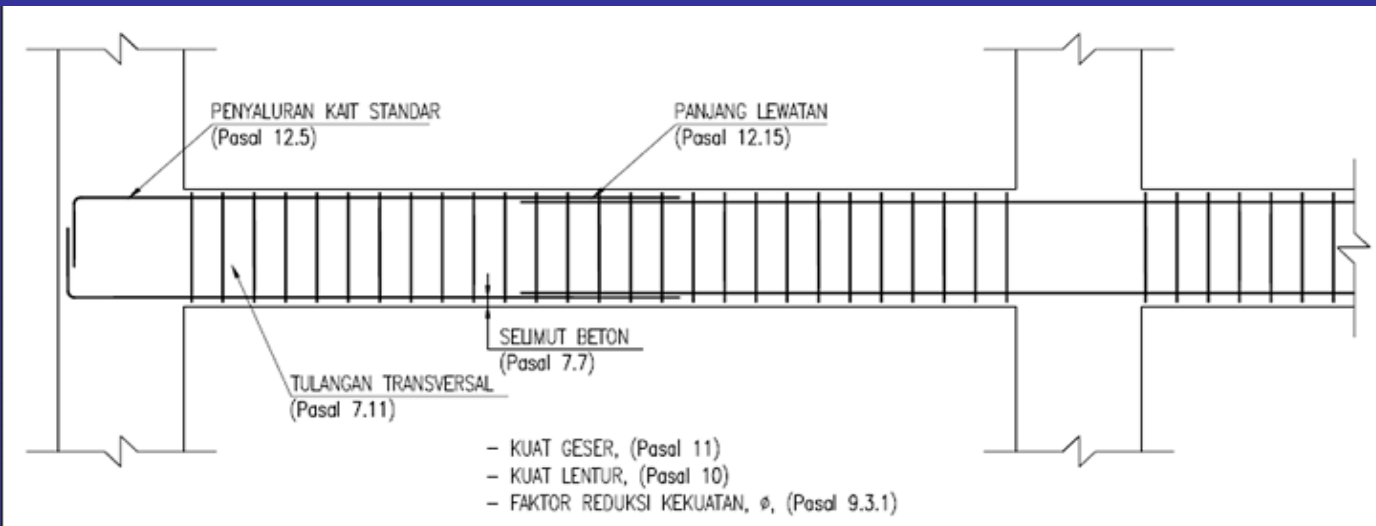 PENYALURAN KAIT STANDAR
(Pasal 12.5)
PANJANG LEWATAN
(Pasal 12.15)
SELIMUT BETON
(Pasal 7.7)
TULANGAN TRANSVERSAL
(Pasal 7.11)
– KUAT GESER, (Pasal 11)
– KUAT LENTUR, (Pasal 10)
– FAKTOR REDUKSI KEKUATAN, ø, (Pasal 9.3.1)